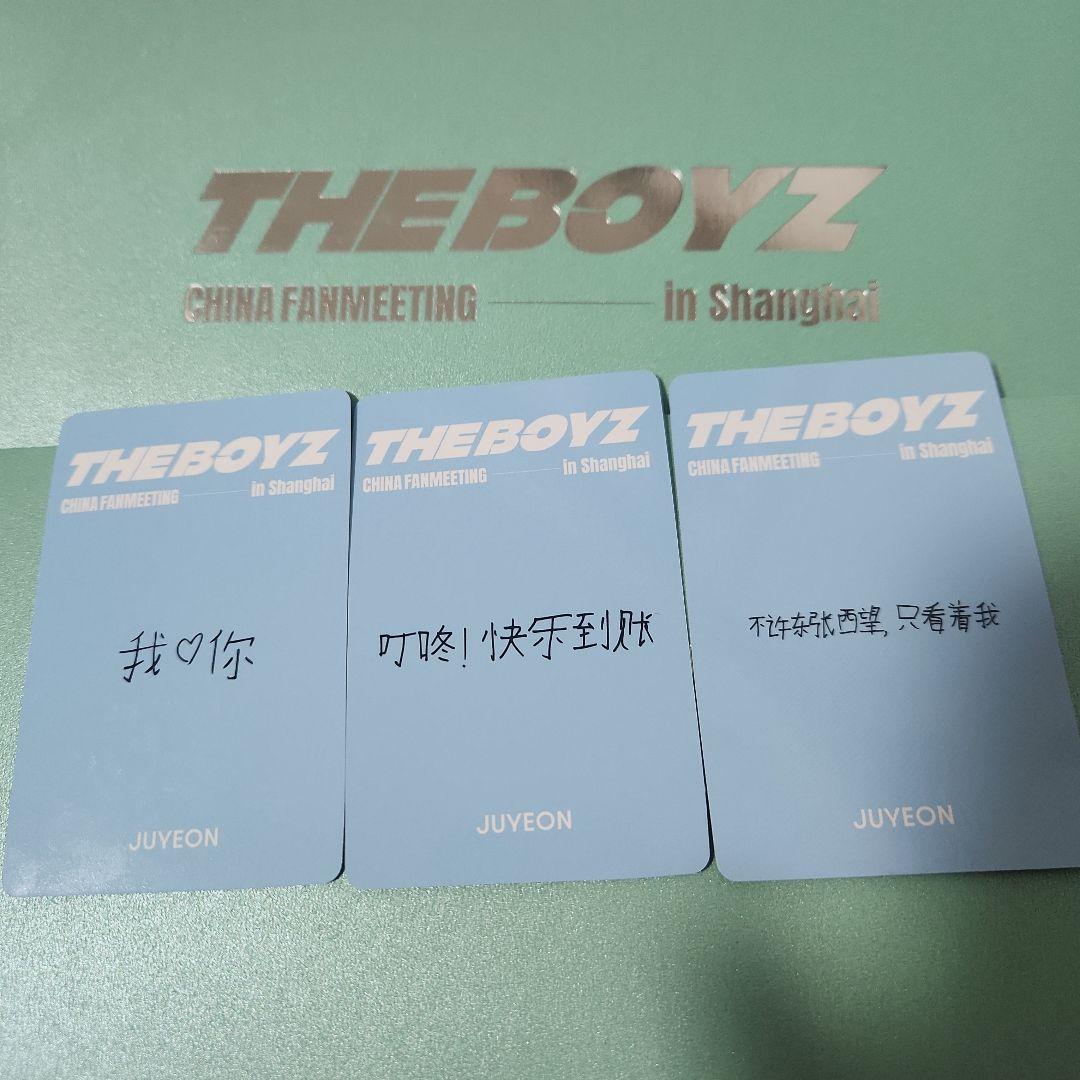 THEBOYZ
CHINA FANMEETING in Shanghai
THEBOYZ
CHINA FANMEETING in Shanghai
我♡你
JUYEON
THEBOYZ
CHINA FANMEETING in Shanghai
叮咚!快乐到账
JUYEON
THEBOYZ
CHINA FANMEETING in Shanghai
不许东张西望,只看着我
JUYEON